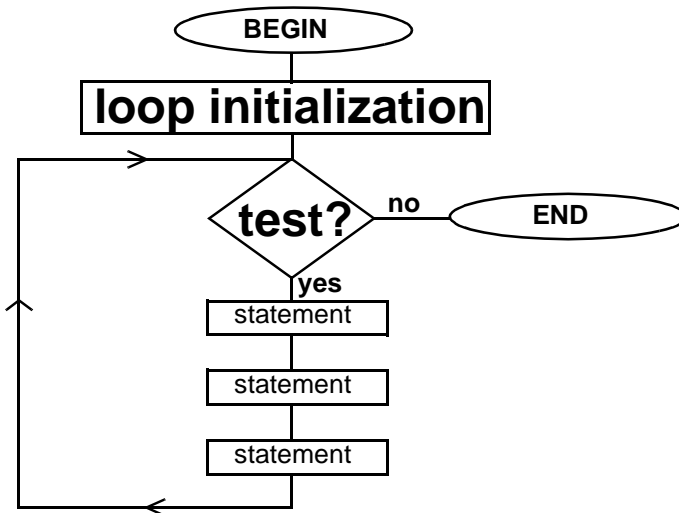 BEGIN
loop initialization
test?
no
END
yes
statement
statement
statement